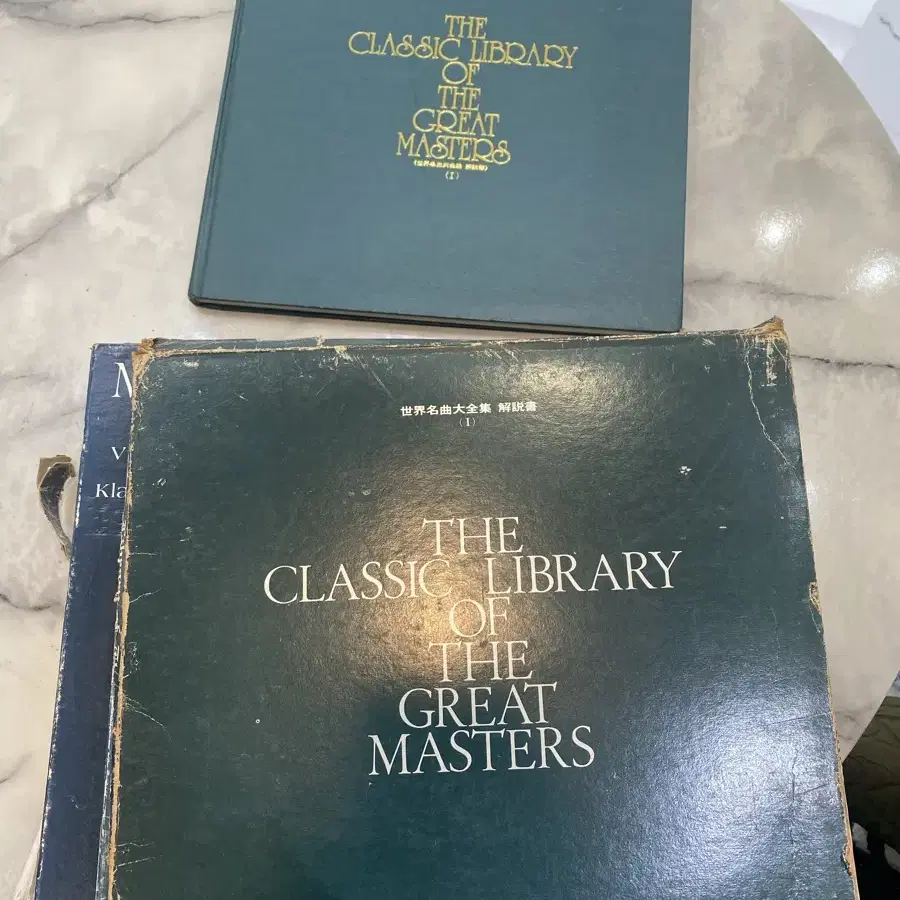 THE
CLASSIC LIBRARY
OF
THE
GREAT
MASTERS
(I)
世界名曲大全集 解説書
(I)
THE
CLASSIC LIBRARY
OF
THE
GREAT
MASTERS
M
V
Kla